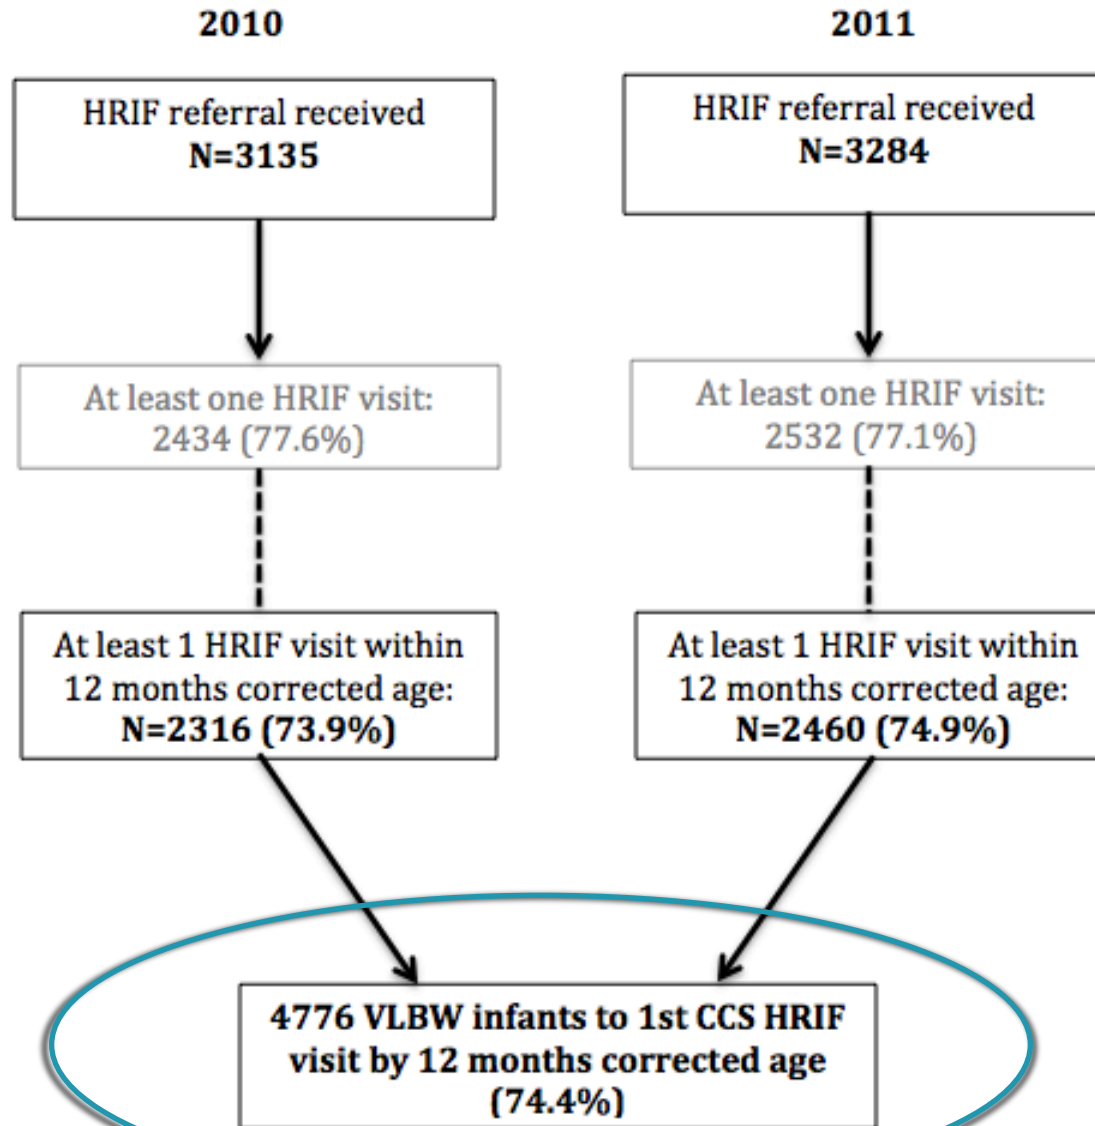 2010
HRIF referral received
N=3135
At least one HRIF visit:
2434 (77.6%)
At least 1 HRIF visit within
12 months corrected age:
N=2316 (73.9%)
2011
HRIF referral received
N=3284
At least one HRIF visit:
2532 (77.1%)
At least 1 HRIF visit within
12 months corrected age:
N=2460 (74.9%)
4776 VLBW infants to 1st CCS HRIF
visit by 12 months corrected age
(74.4%)